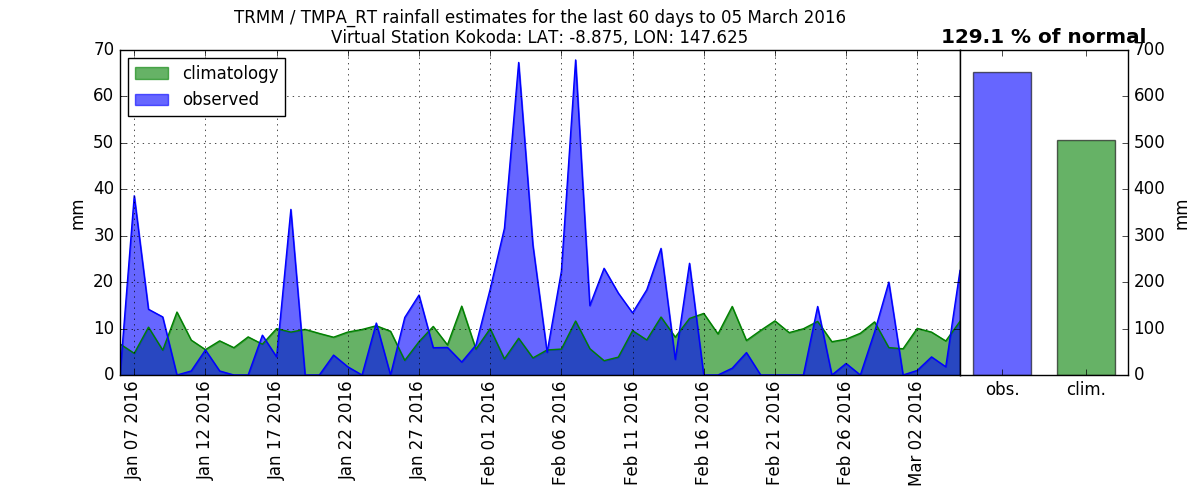 TRMM / TMPA_RT rainfall estimates for the last 60 days to 05 March 2016
Virtual Station Kokoda: LAT: -8.875, LON: 147.625
129.1 % of normal
climatology
observed
70
60
50
40
30
20
10
0
mm
700
600
500
400
300
200
100
0
mm
Jan 07 2016
Jan 12 2016
Jan 17 2016
Jan 22 2016
Jan 27 2016
Feb 01 2016
Feb 06 2016
Feb 11 2016
Feb 16 2016
Feb 21 2016
Feb 26 2016
Mar 02 2016
obs.
clim.